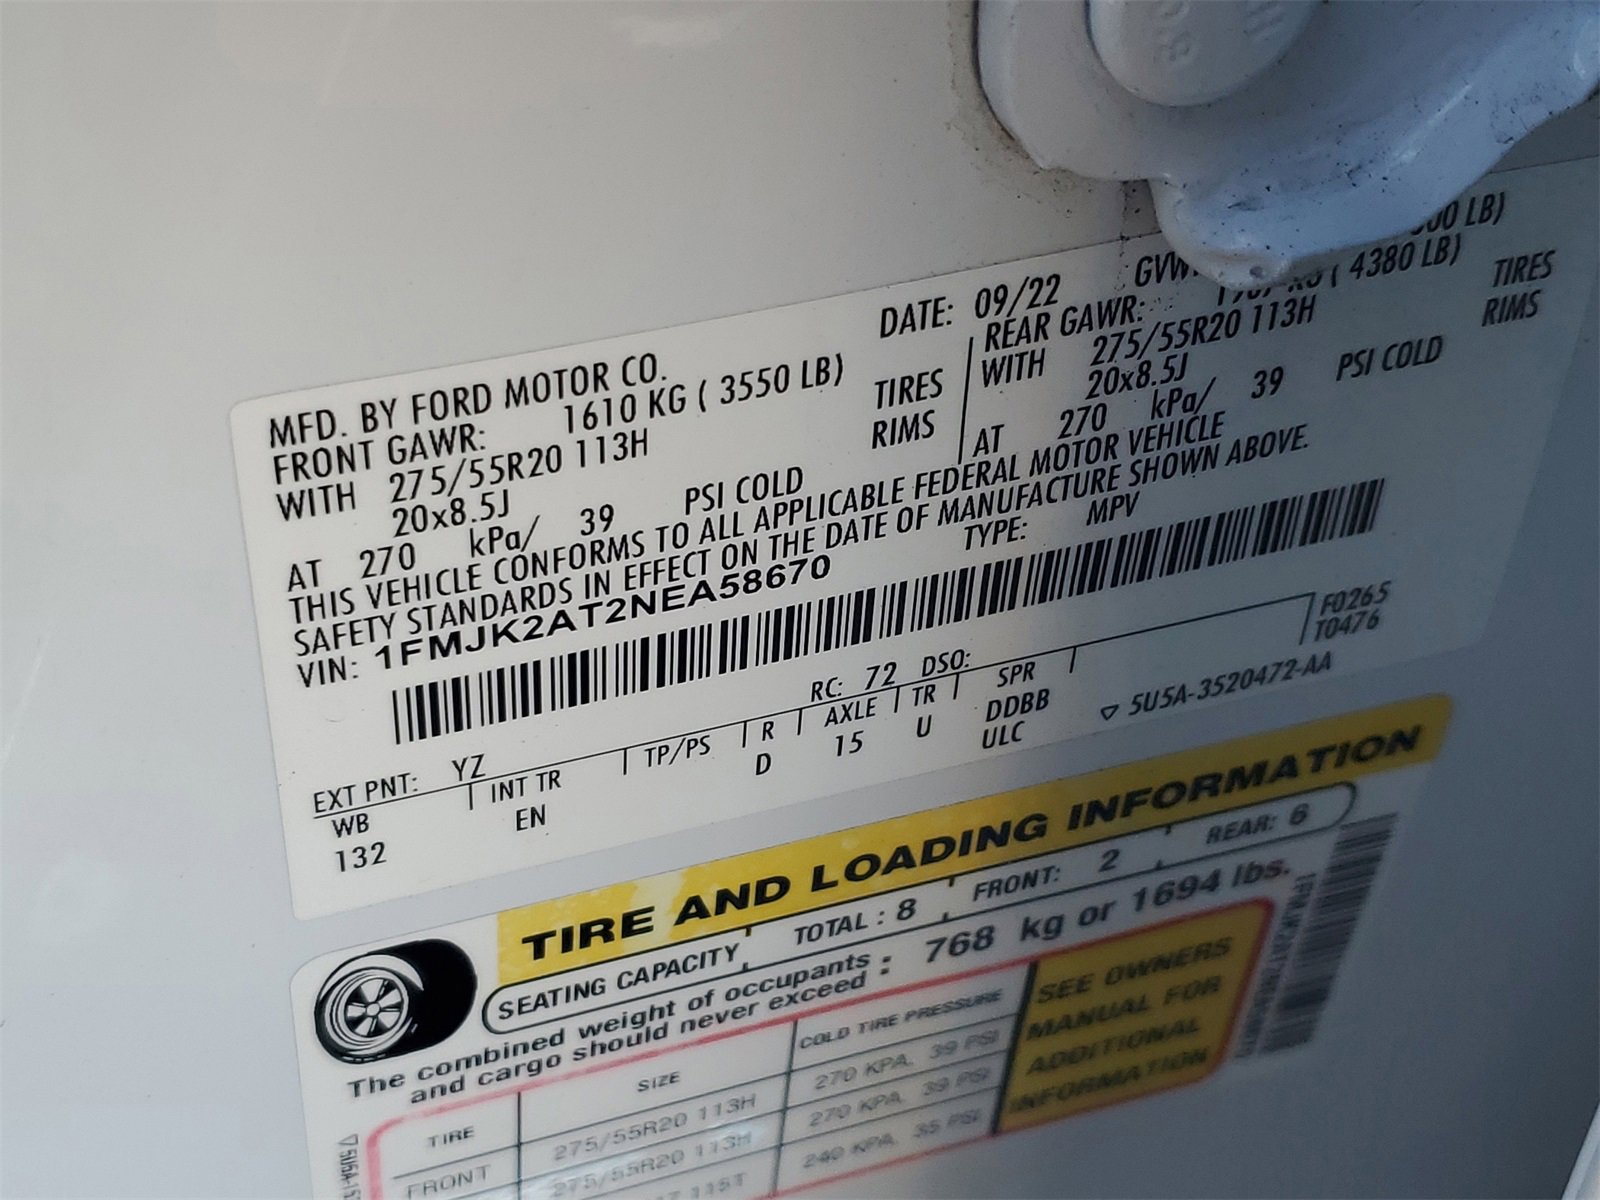 MFD. BY FORD MOTOR CO.
DATE: 09/22
FRONT GAWR: 1610 KG ( 3550 LB)
REAR GAWR: ( 4380 LB)
WITH 275/55R20 113H TIRES
WITH 275/55R20 113H TIRES
20x8.5J RIMS
20x8.5J RIMS
AT 270 kPa/ 39 PSI COLD
AT 270 kPa/ 39 PSI COLD
THIS VEHICLE CONFORMS TO ALL APPLICABLE FEDERAL MOTOR VEHICLE
SAFETY STANDARDS IN EFFECT ON THE DATE OF MANUFACTURE SHOWN ABOVE.
VIN: 1FMJK2AT2NEA58670
TYPE: MPV
F0265
T0476
EXT PNT: YZ RC: 72 DSO:
WB INT TR TP/PS R AXLE TR SPR
132 EN D 15 U DDBB
ULC
▽ 5U5A-3520472-AA
TIRE AND LOADING INFORMATION
SEATING CAPACITY TOTAL : 8 FRONT: 2 REAR: 6
The combined weight of occupants
and cargo should never exceed : 768 kg or 1694 lbs.
TIRE SIZE COLD TIRE PRESSURE
FRONT 275/55R20 113H 270 KPA, 39 PSI
275/55R20 113H 270 KPA, 39 PSI
115T 240 KPA, 35 PSI
SEE OWNERS
MANUAL FOR
ADDITIONAL
INFORMATION